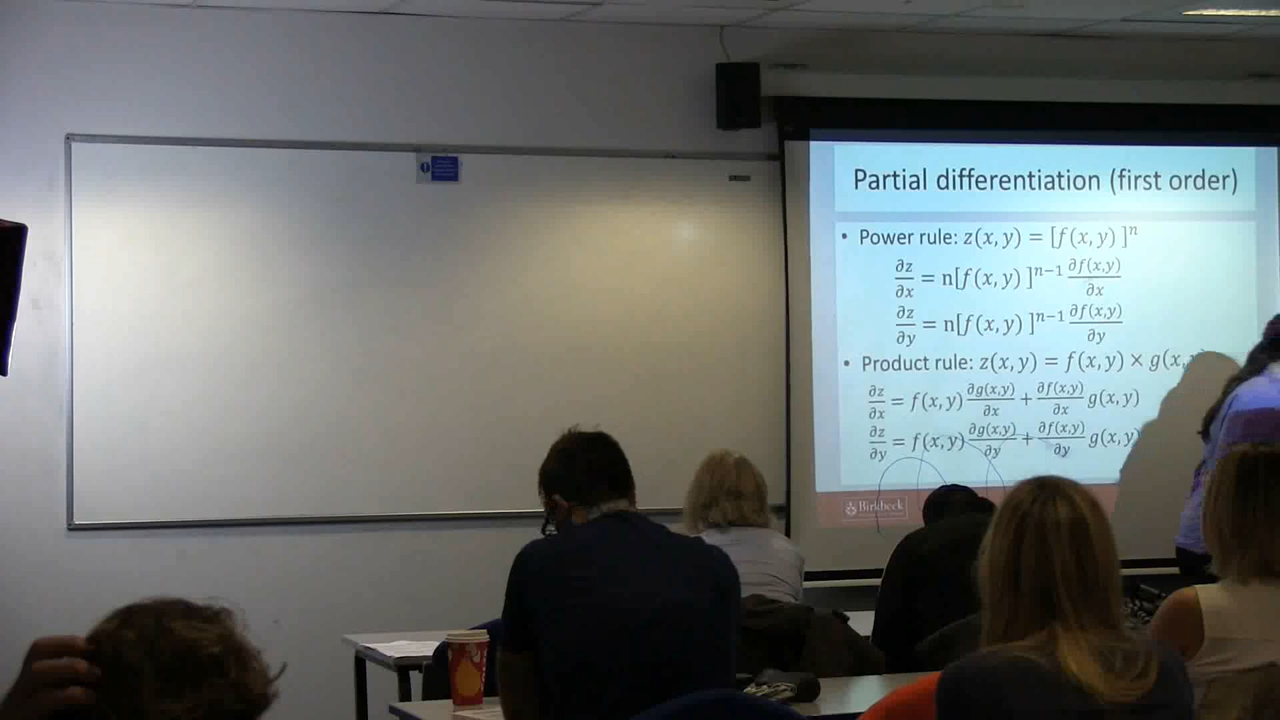 Partial differentiation (first order)
• Power rule: z(x, y) = [f(x, y) ]ⁿ
∂z/∂x = n[f(x, y) ]ⁿ⁻¹ ∂f(x,y)/∂x
∂z/∂y = n[f(x, y) ]ⁿ⁻¹ ∂f(x,y)/∂y
• Product rule: z(x, y) = f(x, y) × g(x,
∂z/∂x = f(x, y) ∂g(x,y)/∂x + ∂f(x,y)/∂x g(x, y)
∂z/∂y = f(x, y) ∂g(x,y)/∂y + ∂f(x,y)/∂y g(x, y)
Birkbeck